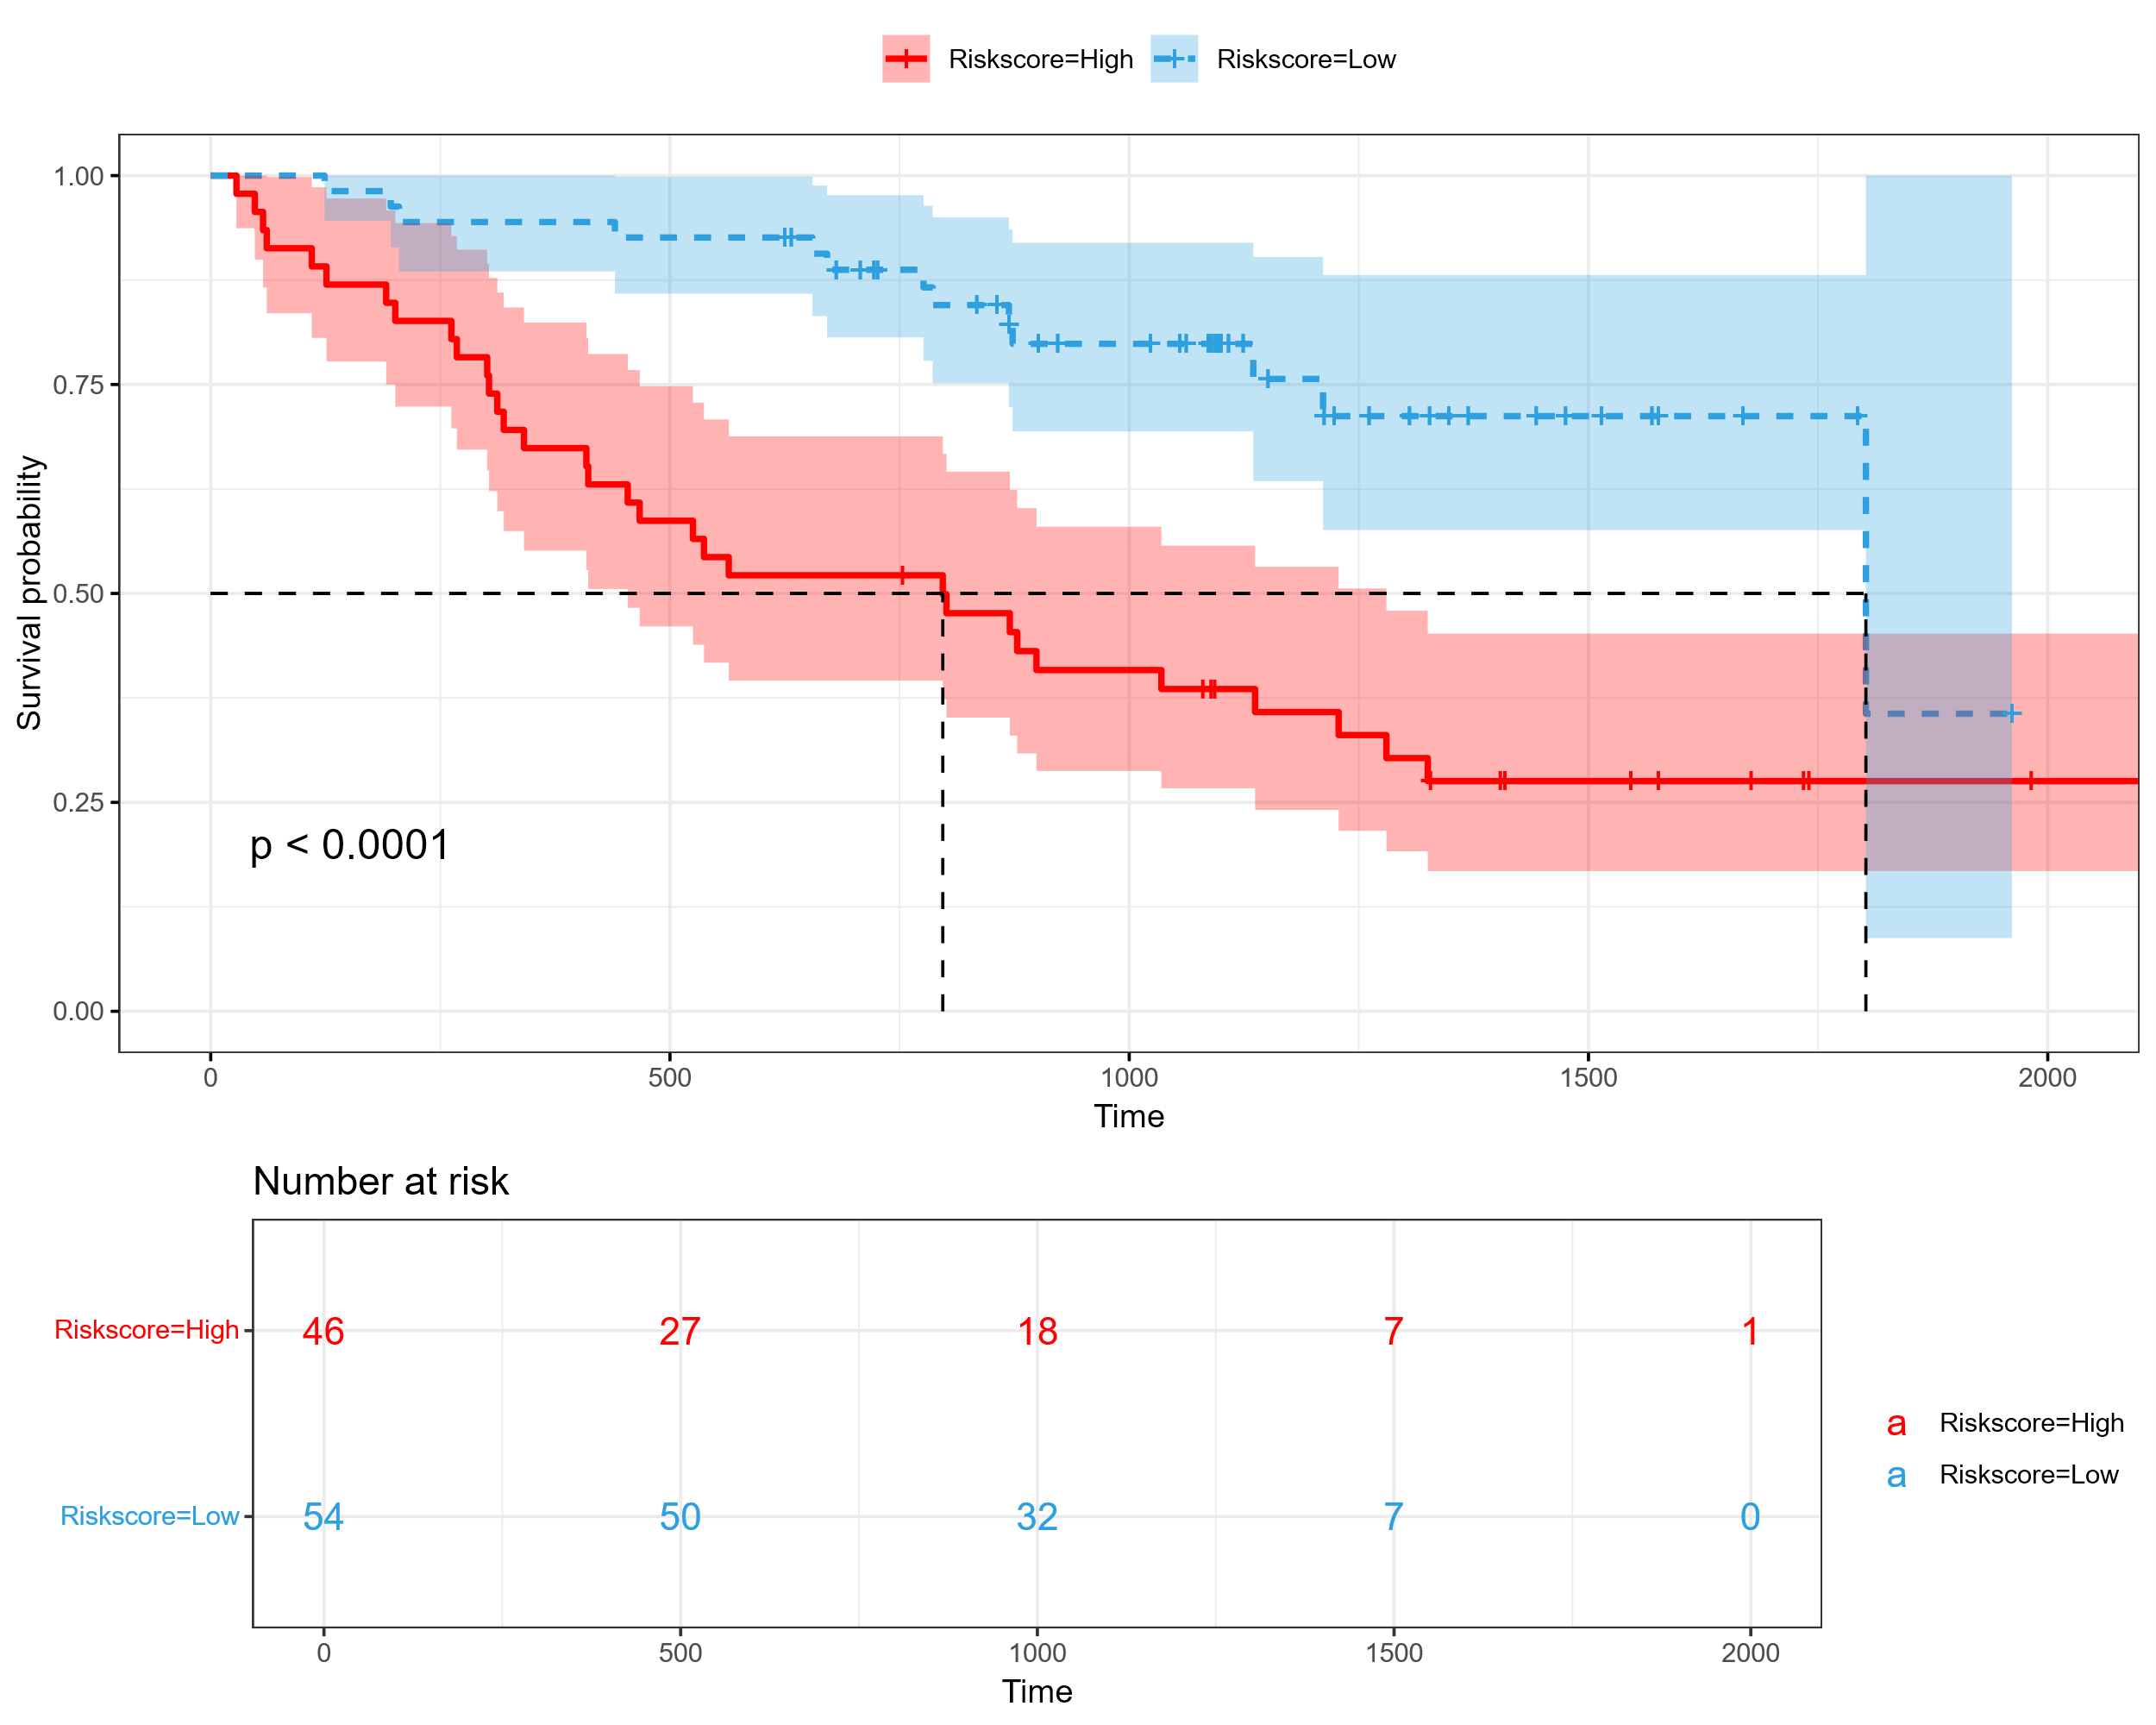 Riskscore=High Riskscore=Low
1.00
0.75
0.50
0.25
0.00
Survival probability
p < 0.0001
0 500 1000 1500 2000
Time
Number at risk
Riskscore=High 46 27 18 7 1
Riskscore=Low 54 50 32 7 0
0 500 1000 1500 2000
Time
a Riskscore=High
a Riskscore=Low